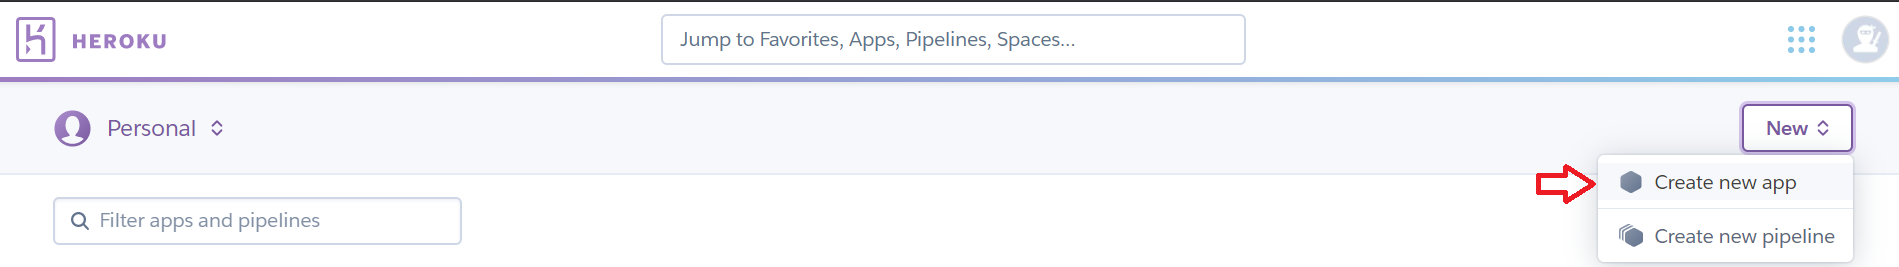 HEROKU
Jump to Favorites, Apps, Pipelines, Spaces...
Personal
New
Create new app
Filter apps and pipelines
Create new pipeline